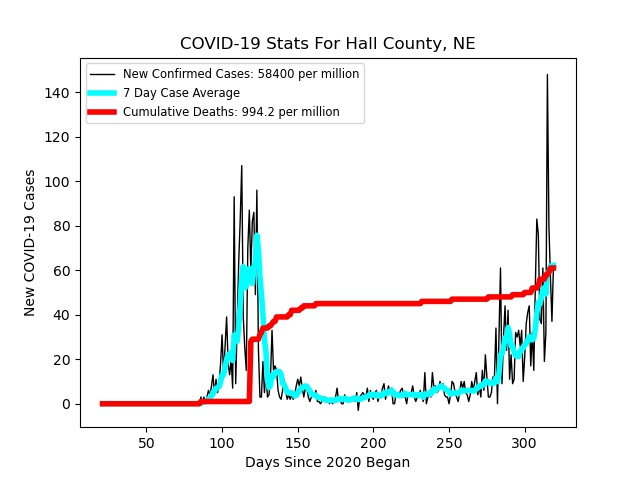 COVID-19 Stats For Hall County, NE
New Confirmed Cases: 58400 per million
7 Day Case Average
Cumulative Deaths: 994.2 per million
New COVID-19 Cases
140
120
100
80
60
40
20
0
50 100 150 200 250 300
Days Since 2020 Began